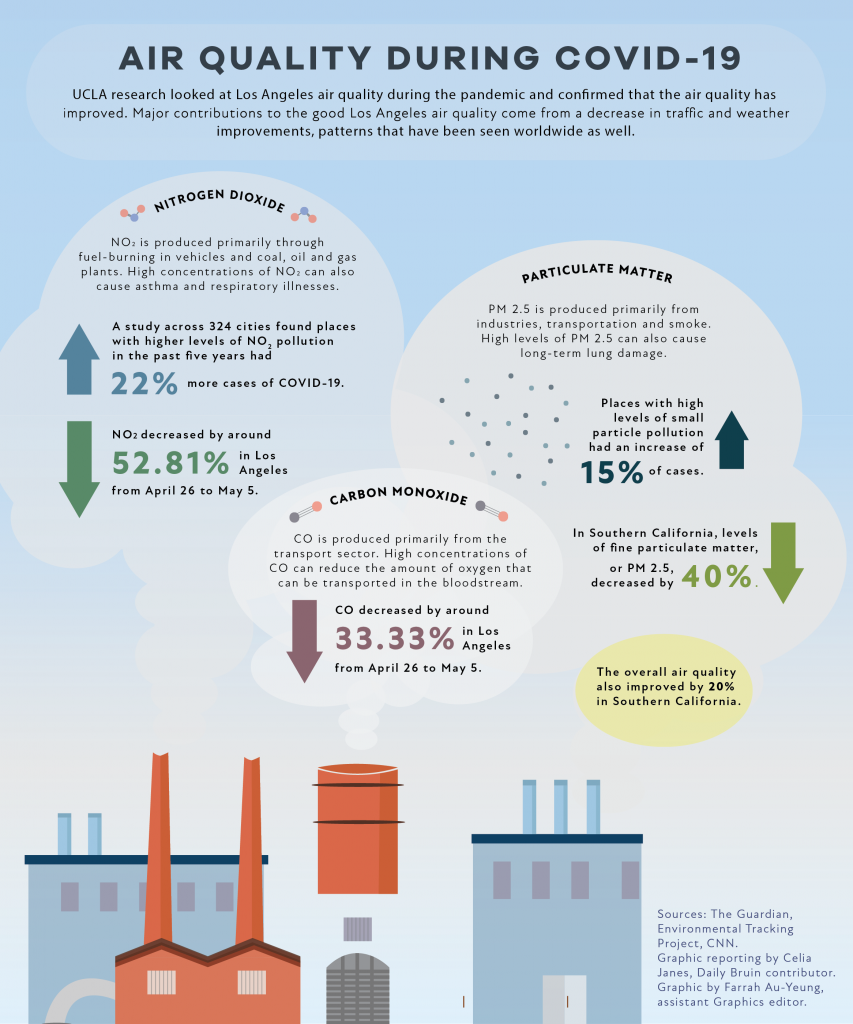 AIR QUALITY DURING COVID-19
UCLA research looked at Los Angeles air quality during the pandemic and confirmed that the air quality has
improved. Major contributions to the good Los Angeles air quality come from a decrease in traffic and weather
improvements, patterns that have been seen worldwide as well.
NITROGEN DIOXIDE
NO₂ is produced primarily through
fuel-burning in vehicles and coal, oil and gas
plants. High concentrations of NO₂ can also
cause asthma and respiratory illnesses.
A study across 324 cities found places
with higher levels of NO₂ pollution
in the past five years had
22% more cases of COVID-19.
NO₂ decreased by around
52.81% in Los
Angeles
from April 26 to May 5.
PARTICULATE MATTER
PM 2.5 is produced primarily from
industries, transportation and smoke.
High levels of PM 2.5 can also cause
long-term lung damage.
Places with high
levels of small
particle pollution
had an increase of
15% of cases.
In Southern California, levels
of fine particulate matter,
or PM 2.5,
decreased by 40%.
CARBON MONOXIDE
CO is produced primarily from the
transport sector. High concentrations of
CO can reduce the amount of oxygen that
can be transported in the bloodstream.
CO decreased by around
33.33% in Los
Angeles
from April 26 to May 5.
The overall air quality
also improved by 20%
in Southern California.
Sources: The Guardian,
Environmental Tracking
Project, CNN.
Graphic reporting by Celia
Janes, Daily Bruin contributor.
Graphic by Farrah Au-Yeung,
assistant Graphics editor.